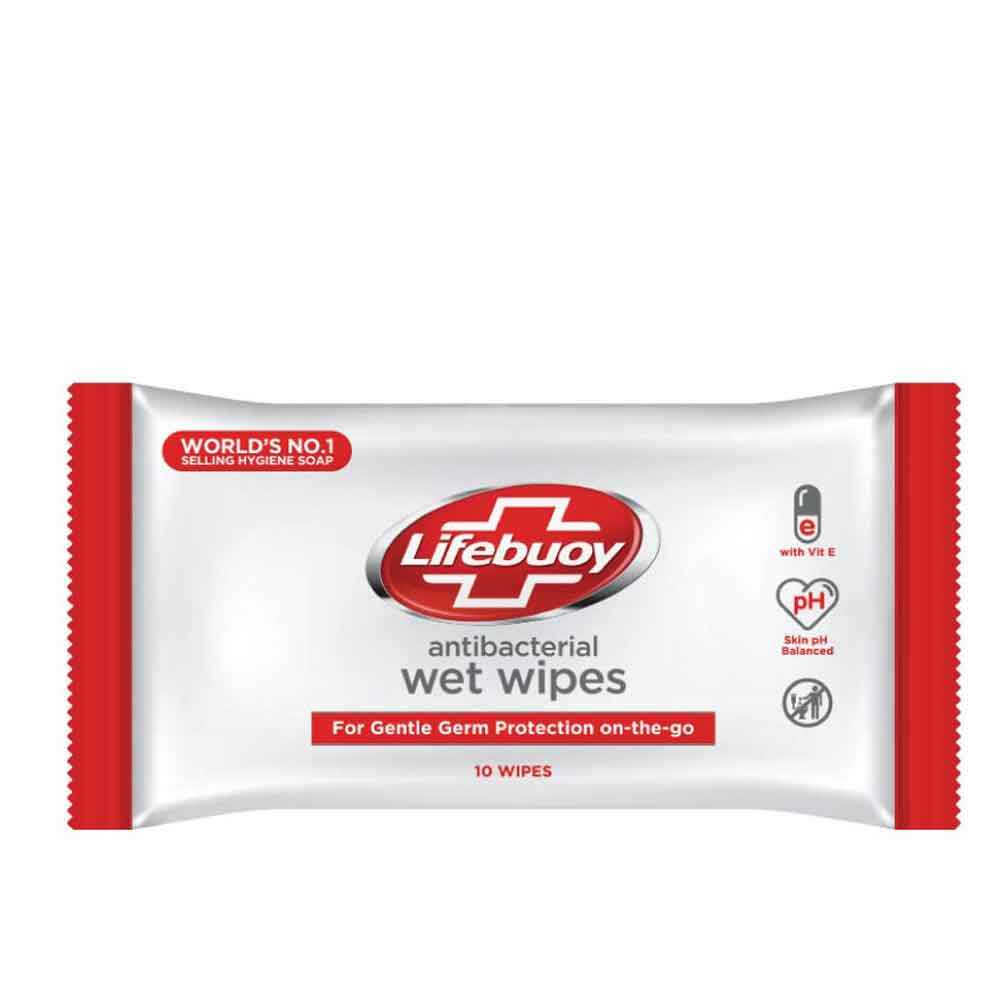 WORLD'S NO.1
SELLING HYGIENE SOAP
Lifebuoy
antibacterial
wet wipes
For Gentle Germ Protection on-the-go
10 WIPES
e
with Vit E
pH
Skin pH
Balanced